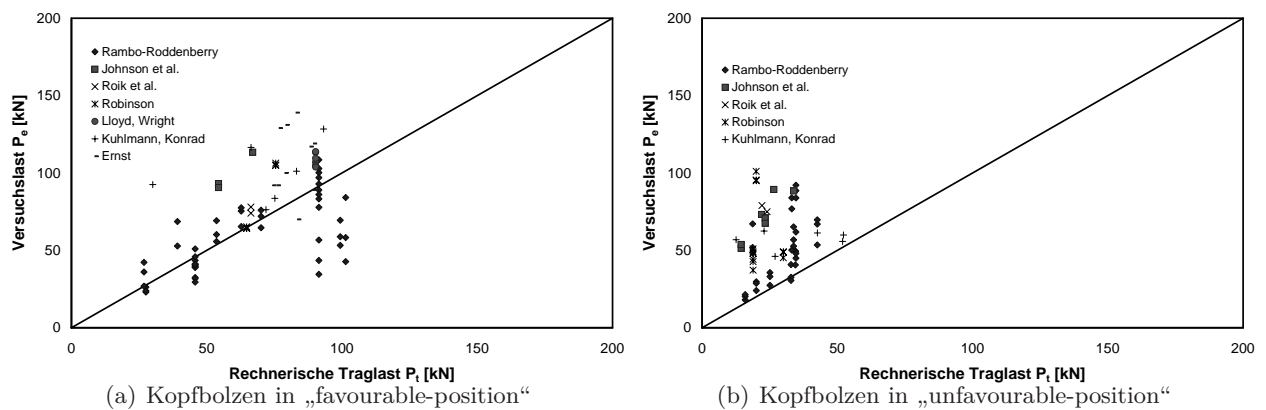 200
150
100
50
0
Versuchslast Pe [kN]
Rambo-Roddenberry
Johnson et al.
Roik et al.
Robinson
Lloyd, Wright
Kuhlmann, Konrad
Ernst
0 50 100 150 200
Rechnerische Traglast Pt [kN]
(a) Kopfbolzen in „favourable-position“
200
150
100
50
0
Versuchslast Pe [kN]
Rambo-Roddenberry
Johnson et al.
Roik et al.
Robinson
Kuhlmann, Konrad
0 50 100 150 200
Rechnerische Traglast Pt [kN]
(b) Kopfbolzen in „unfavourable-position“